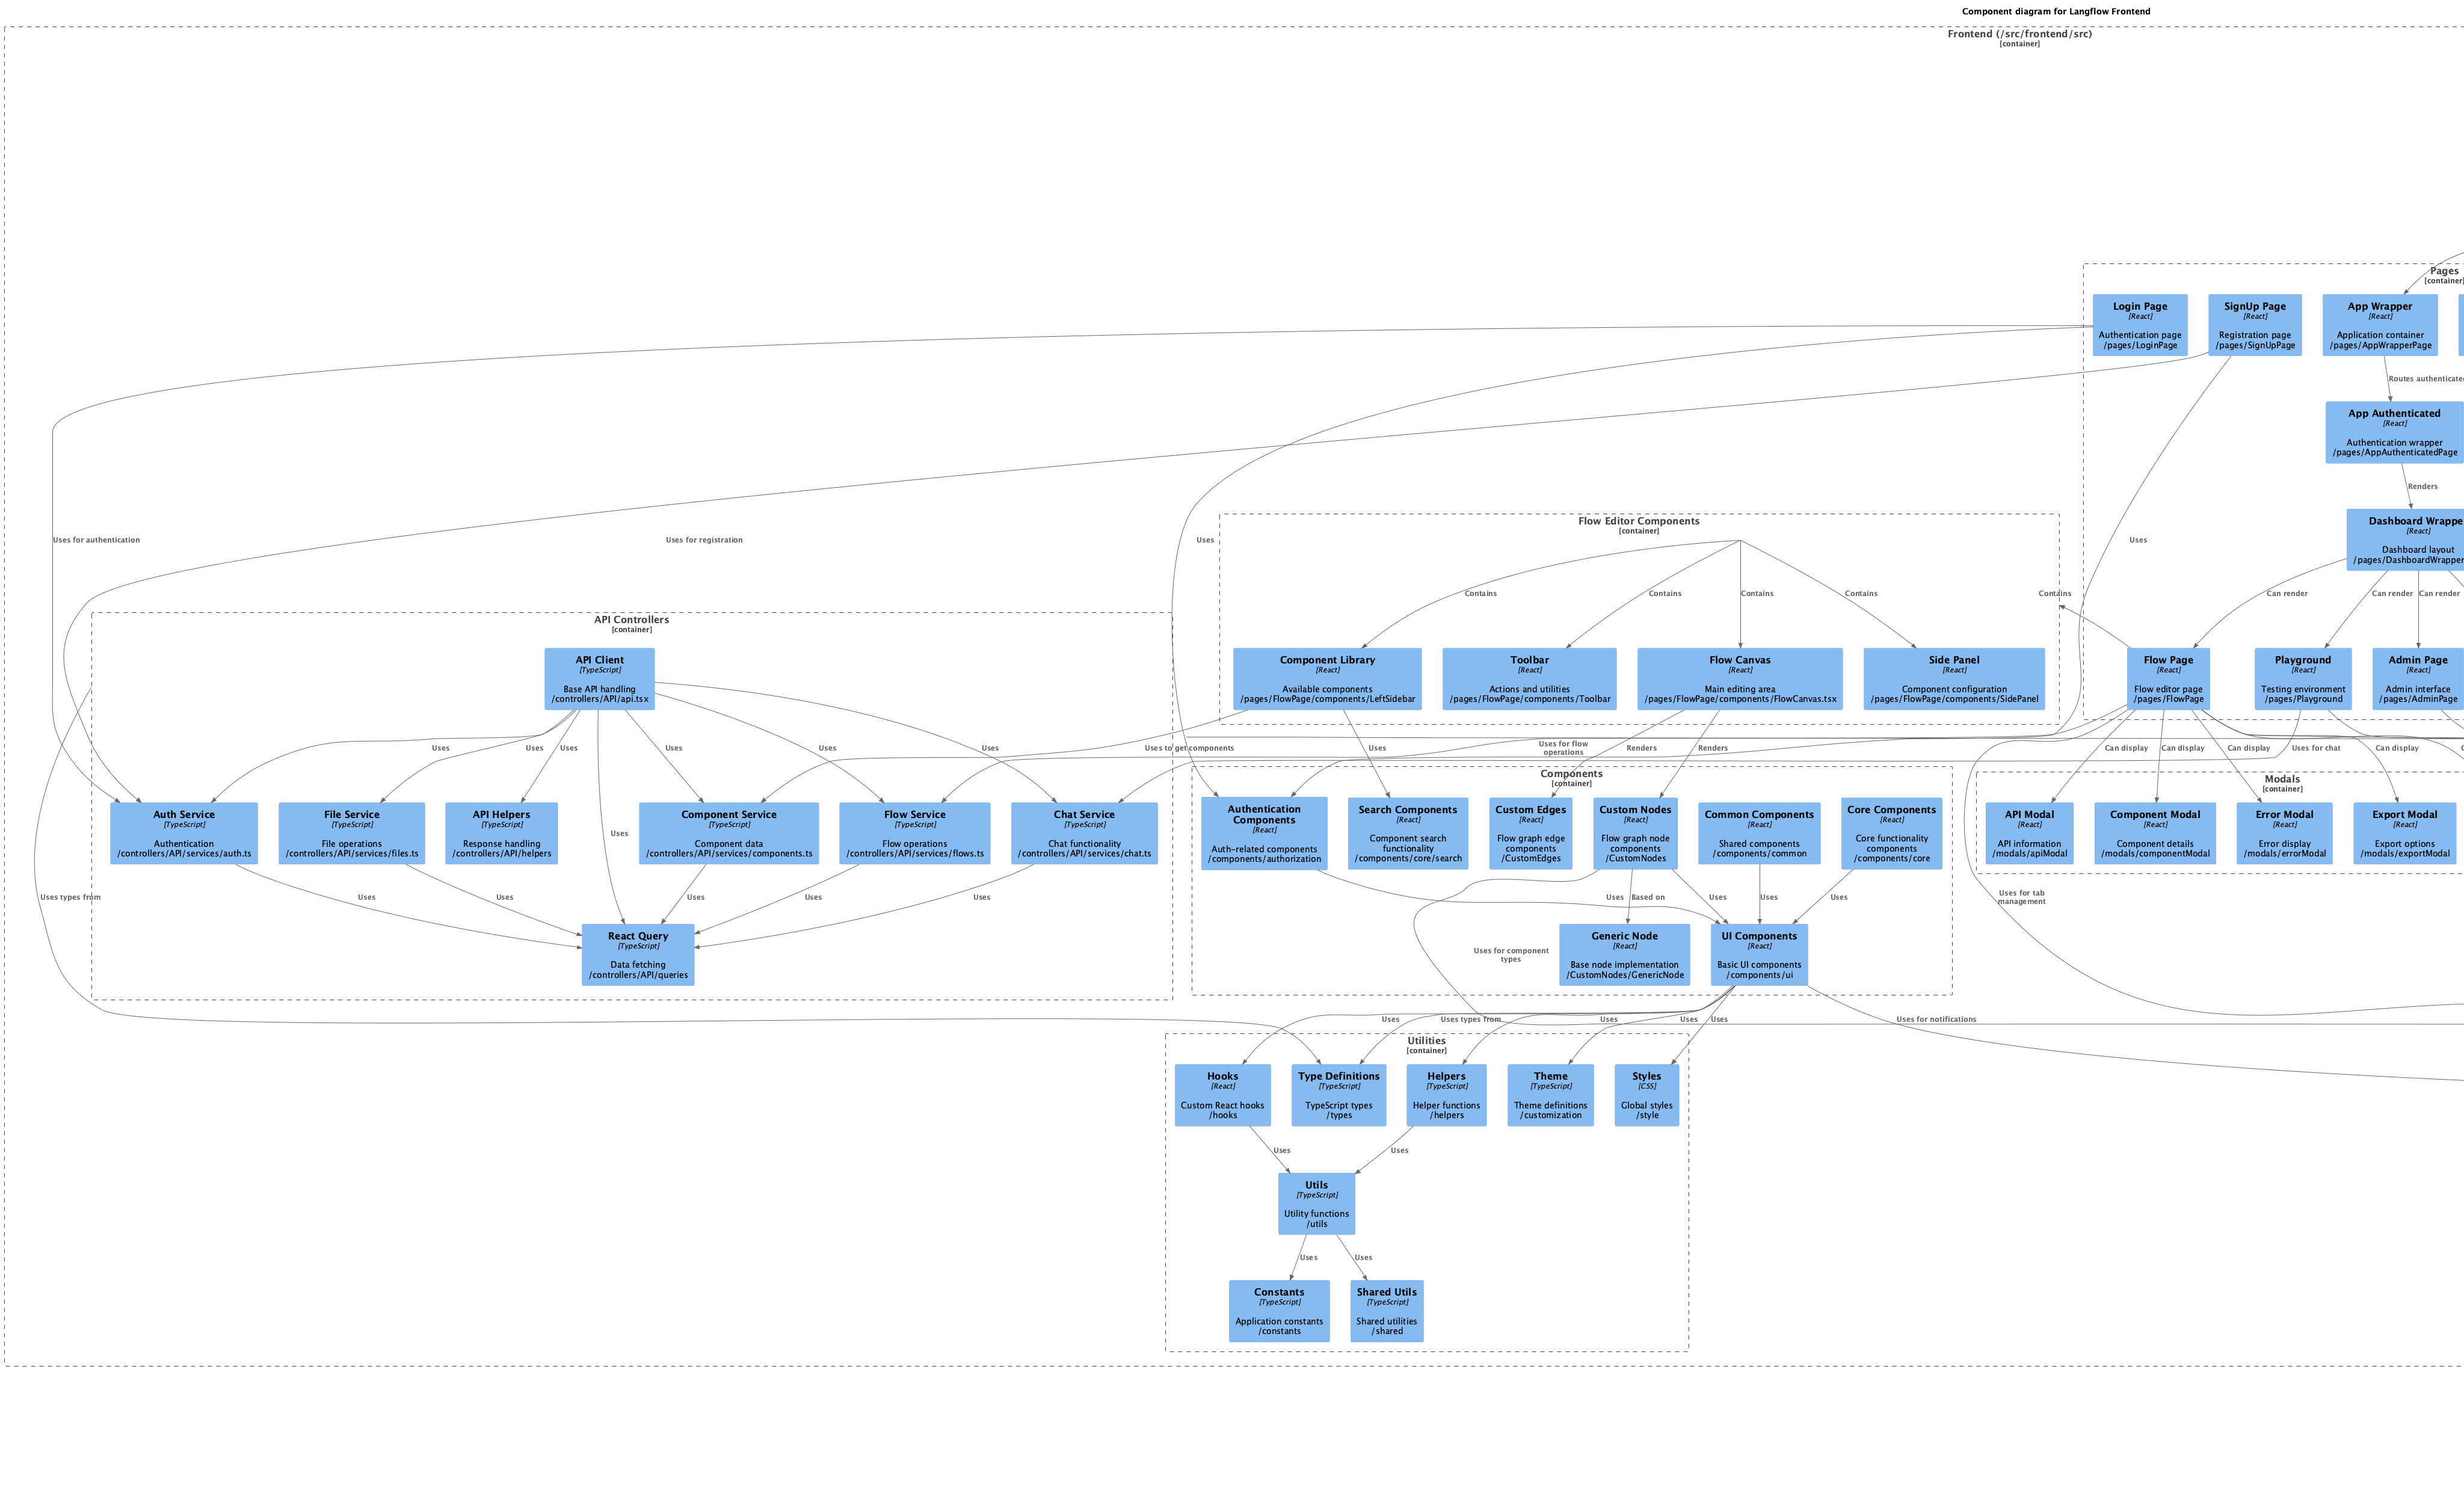 Component diagram for Langflow Frontend
Frontend (/src/frontend/src)
[container]
Pages
[container]
Login Page
[React]
Authentication page
/pages/LoginPage
SignUp Page
[React]
Registration page
/pages/SignUpPage
App Wrapper
[React]
Application container
/pages/AppWrapperPage
Routes authenticated
App Authenticated
[React]
Authentication wrapper
/pages/AppAuthenticatedPage
Renders
Dashboard Wrappe
[React]
Dashboard layout
/pages/DashboardWrapper
Uses for authentication
Uses for registration
Uses
Uses
Can render
Can render
Can render
Flow Page
[React]
Flow editor page
/pages/FlowPage
Playground
[React]
Testing environment
/pages/Playground
Admin Page
[React]
Admin interface
/pages/AdminPage
Flow Editor Components
[container]
Contains
Contains
Contains
Contains
Contains
Component Library
[React]
Available components
/pages/FlowPage/components/LeftSidebar
Toolbar
[React]
Actions and utilities
/pages/FlowPage/components/Toolbar
Flow Canvas
[React]
Main editing area
/pages/FlowPage/components/FlowCanvas.tsx
Side Panel
[React]
Component configuration
/pages/FlowPage/components/SidePanel
API Controllers
[container]
API Client
[TypeScript]
Base API handling
/controllers/API/api.tsx
Uses
Uses
Uses
Uses
Uses
Uses
Uses
Uses to get components
Uses
Uses for flow
operations
Renders
Renders
Can display
Can display
Can display
Uses for chat
Can display
Auth Service
[TypeScript]
Authentication
/controllers/API/services/auth.ts
File Service
[TypeScript]
File operations
/controllers/API/services/files.ts
API Helpers
[TypeScript]
Response handling
/controllers/API/helpers
Component Service
[TypeScript]
Component data
/controllers/API/services/components.ts
Flow Service
[TypeScript]
Flow operations
/controllers/API/services/flows.ts
Chat Service
[TypeScript]
Chat functionality
/controllers/API/services/chat.ts
Uses types from
Uses
Uses
Uses
Uses
Uses
React Query
[TypeScript]
Data fetching
/controllers/API/queries
Components
[container]
Authentication
Components
[React]
Auth-related components
/components/authorization
Search Components
[React]
Component search
functionality
/components/core/search
Custom Edges
[React]
Flow graph edge
components
/CustomEdges
Custom Nodes
[React]
Flow graph node
components
/CustomNodes
Common Components
[React]
Shared components
/components/common
Core Components
[React]
Core functionality
components
/components/core
Uses
Based on
Uses
Uses
Uses
Uses for component
types
Generic Node
[React]
Base node implementation
/CustomNodes/GenericNode
UI Components
[React]
Basic UI components
/components/ui
Modals
[container]
API Modal
[React]
API information
/modals/apiModal
Component Modal
[React]
Component details
/modals/componentModal
Error Modal
[React]
Error display
/modals/errorModal
Export Modal
[React]
Export options
/modals/exportModal
Uses for tab
management
Uses
Uses types from
Uses
Uses
Uses
Uses for notifications
Utilities
[container]
Hooks
[React]
Custom React hooks
/hooks
Type Definitions
[TypeScript]
TypeScript types
/types
Helpers
[TypeScript]
Helper functions
/helpers
Theme
[TypeScript]
Theme definitions
/customization
Styles
[CSS]
Global styles
/style
Uses
Uses
Utils
[TypeScript]
Utility functions
/utils
Uses
Uses
Constants
[TypeScript]
Application constants
/constants
Shared Utils
[TypeScript]
Shared utilities
/shared